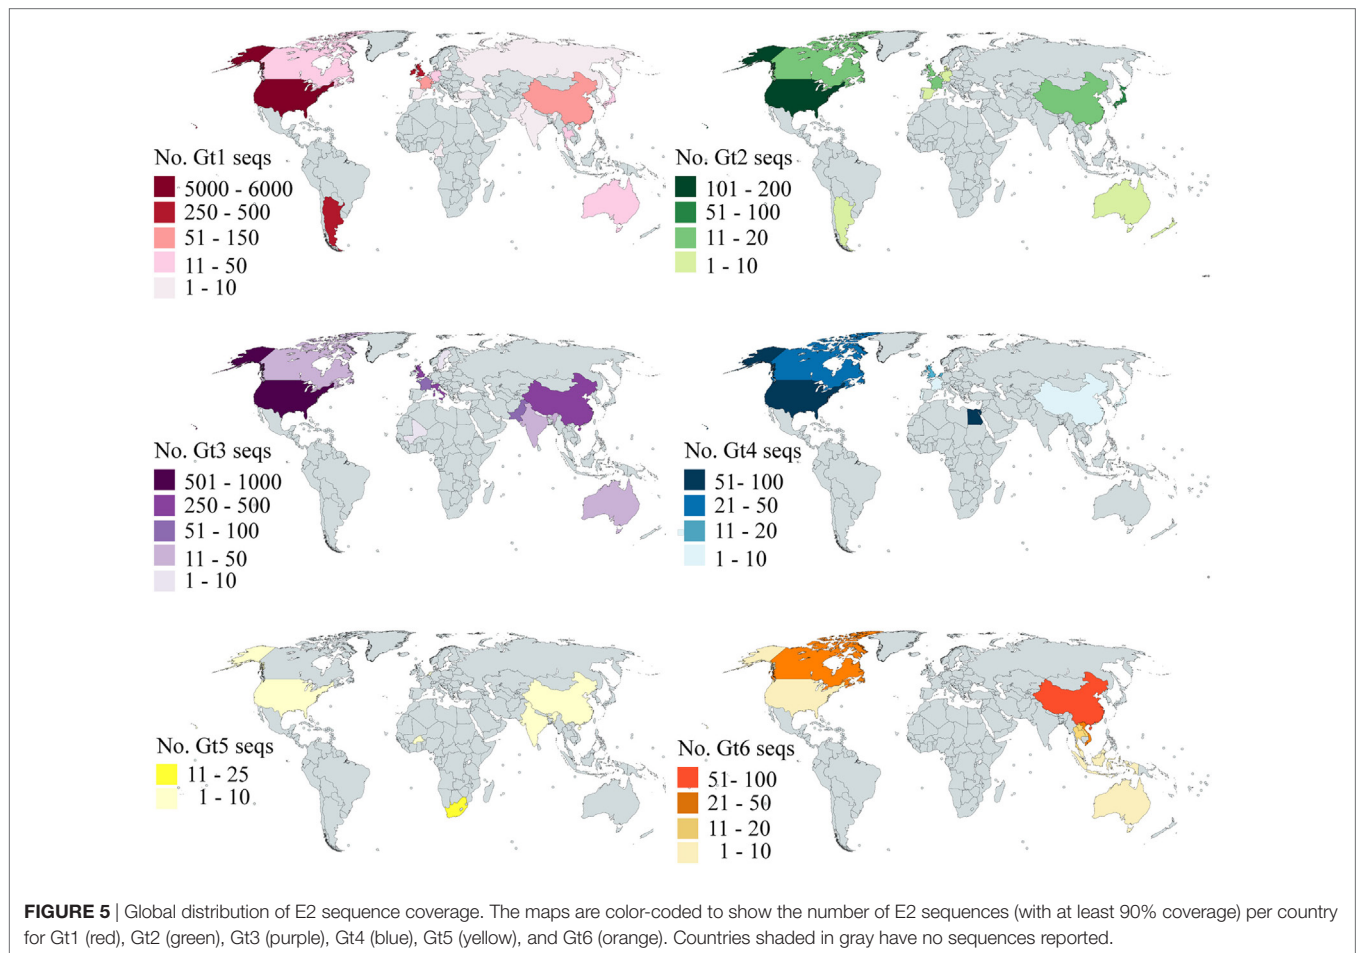 No. Gt1 seqs
5000 - 6000
250 - 500
51 - 150
11 - 50
1 - 10
No. Gt2 seqs
101 - 200
51 - 100
11 - 20
1 - 10
No. Gt3 seqs
501 - 1000
250 - 500
51 - 100
11 - 50
1 - 10
No. Gt4 seqs
51- 100
21 - 50
11 - 20
1 - 10
No. Gt5 seqs
11 - 25
1 - 10
No. Gt6 seqs
51- 100
21 - 50
11 - 20
1 - 10
FIGURE 5 | Global distribution of E2 sequence coverage. The maps are color-coded to show the number of E2 sequences (with at least 90% coverage) per country
for Gt1 (red), Gt2 (green), Gt3 (purple), Gt4 (blue), Gt5 (yellow), and Gt6 (orange). Countries shaded in gray have no sequences reported.